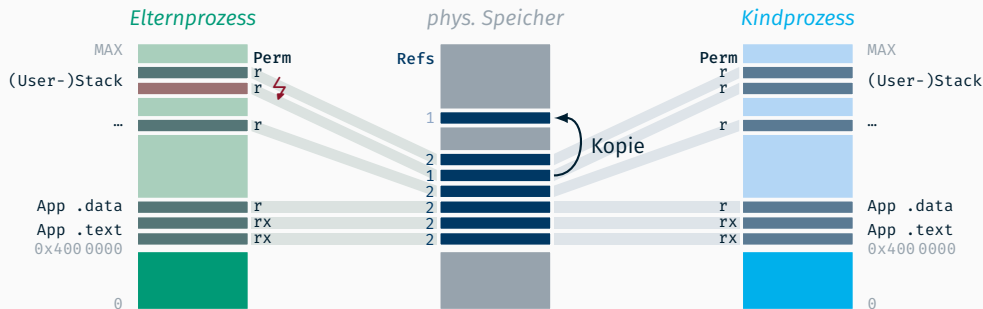 Elternprozess
phys. Speicher
Kindprozess
MAX
Perm
Refs
Perm
MAX
(User-)Stack
r
r
r
r
(User-)Stack
…
r
1
r
…
Kopie
2
1
2
App .data
r
2
r
App .data
App .text
rx
2
rx
App .text
0x400 0000
rx
2
rx
0x400 0000
0
0